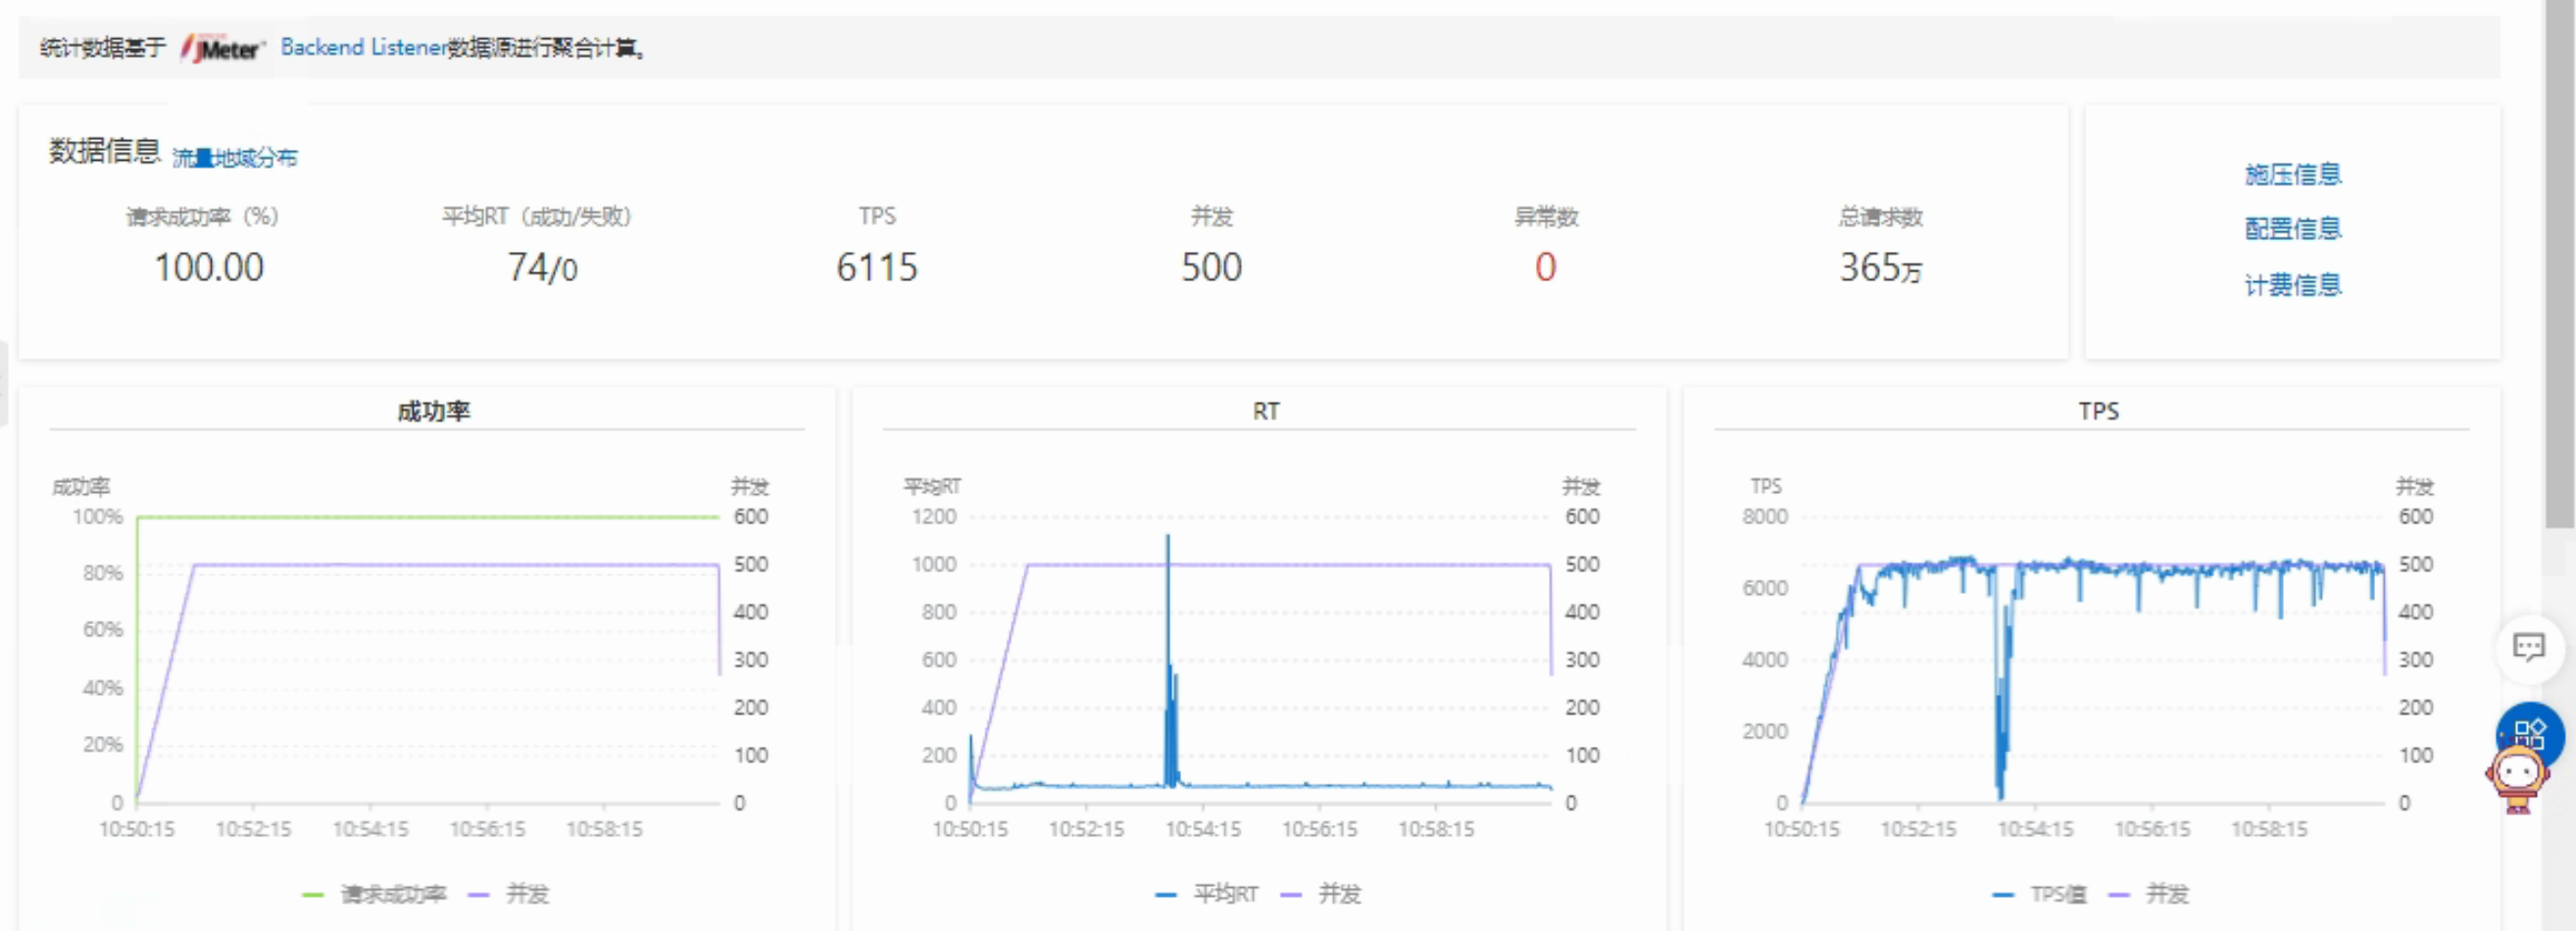 统计数据基于 JMeter Backend Listener数据源进行聚合计算。
数据信息 流量地域分布
请求成功率（%） 平均RT（成功/失败） TPS 并发 异常数 总请求数
100.00 74/0 6115 500 0 365万
施压信息
配置信息
计费信息
成功率
成功率 并发
100% 600
80% 500
60% 400
40% 300
20% 200
0 100
0
10:50:15 10:52:15 10:54:15 10:56:15 10:58:15
请求成功率 并发
RT
平均RT 并发
1200 600
1000 500
800 400
600 300
400 200
200 100
0 0
10:50:15 10:52:15 10:54:15 10:56:15 10:58:15
平均RT 并发
TPS
TPS 并发
8000 600
6000 500
4000 400
2000 300
0 200
100
0
10:50:15 10:52:15 10:54:15 10:56:15 10:58:15
TPS值 并发